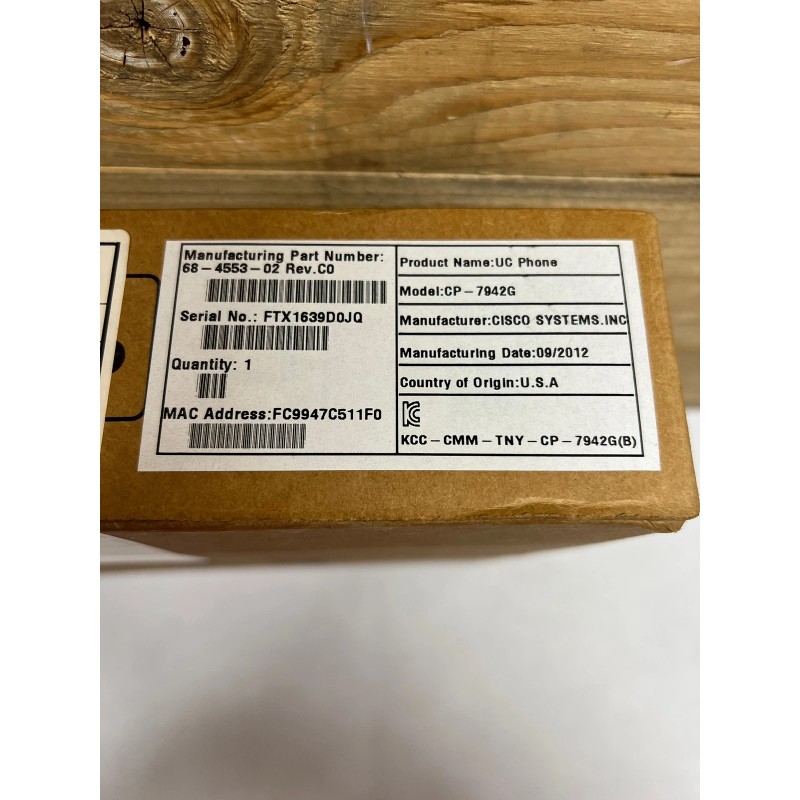 Manufacturing Part Number:
68-4553-02 Rev.C0
Serial No.: FTX1639D0JQ
Quantity: 1
MAC Address:FC9947C511F0
Product Name:UC Phone
Model:CP-7942G
Manufacturer:CISCO SYSTEMS.INC
Manufacturing Date:09/2012
Country of Origin:U.S.A
KCC-CMM-TNY-CP-7942G(B)